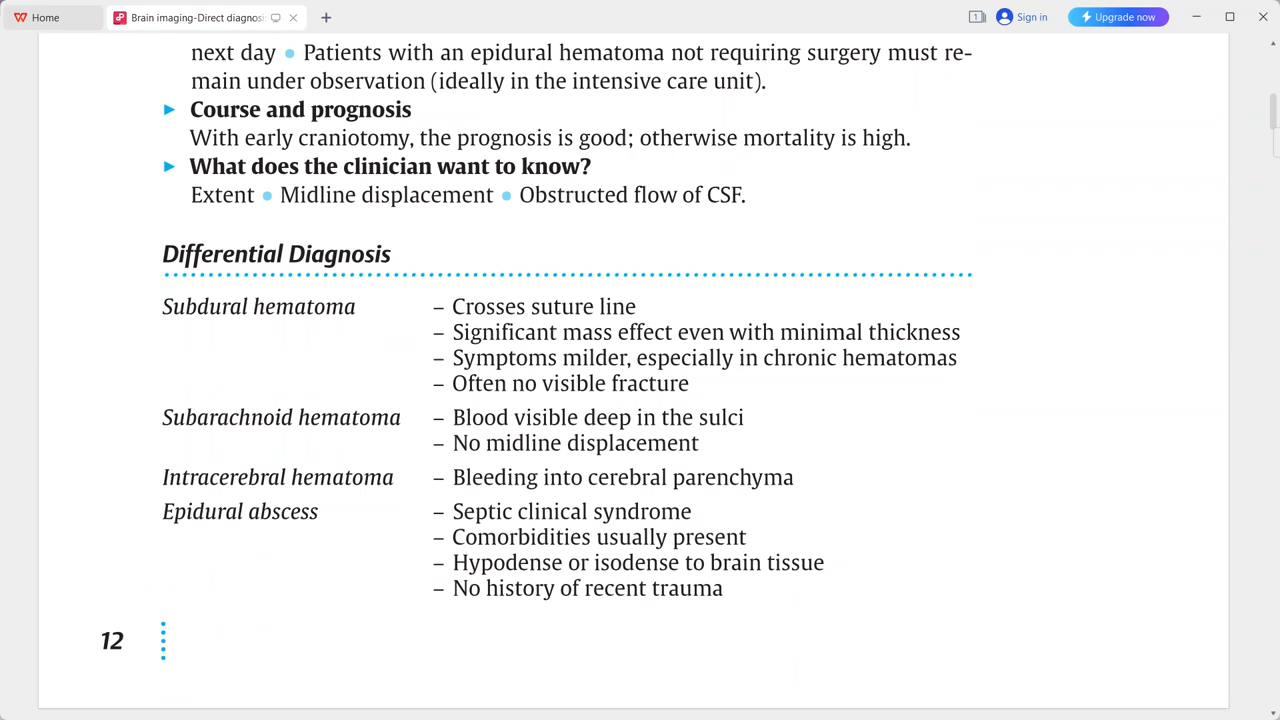 Home
Brain imaging-Direct diagnosi
1
Sign in
Upgrade now
next day • Patients with an epidural hematoma not requiring surgery must re-
main under observation (ideally in the intensive care unit).
► Course and prognosis
With early craniotomy, the prognosis is good; otherwise mortality is high.
► What does the clinician want to know?
Extent • Midline displacement • Obstructed flow of CSF.
Differential Diagnosis
Subdural hematoma – Crosses suture line
– Significant mass effect even with minimal thickness
– Symptoms milder, especially in chronic hematomas
– Often no visible fracture
Subarachnoid hematoma – Blood visible deep in the sulci
– No midline displacement
Intracerebral hematoma – Bleeding into cerebral parenchyma
Epidural abscess – Septic clinical syndrome
– Comorbidities usually present
– Hypodense or isodense to brain tissue
– No history of recent trauma
12